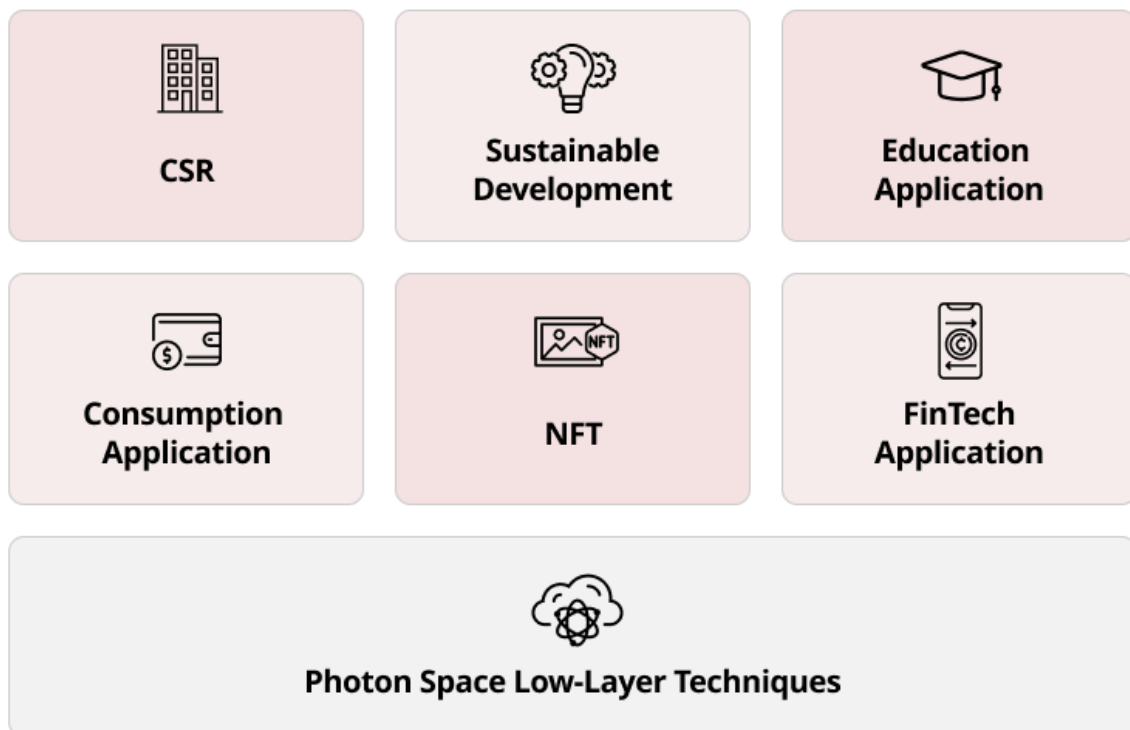 CSR
Sustainable
Development
Education
Application
$
Consumption
Application
NFT
NFT
C
FinTech
Application
Photon Space Low-Layer Techniques